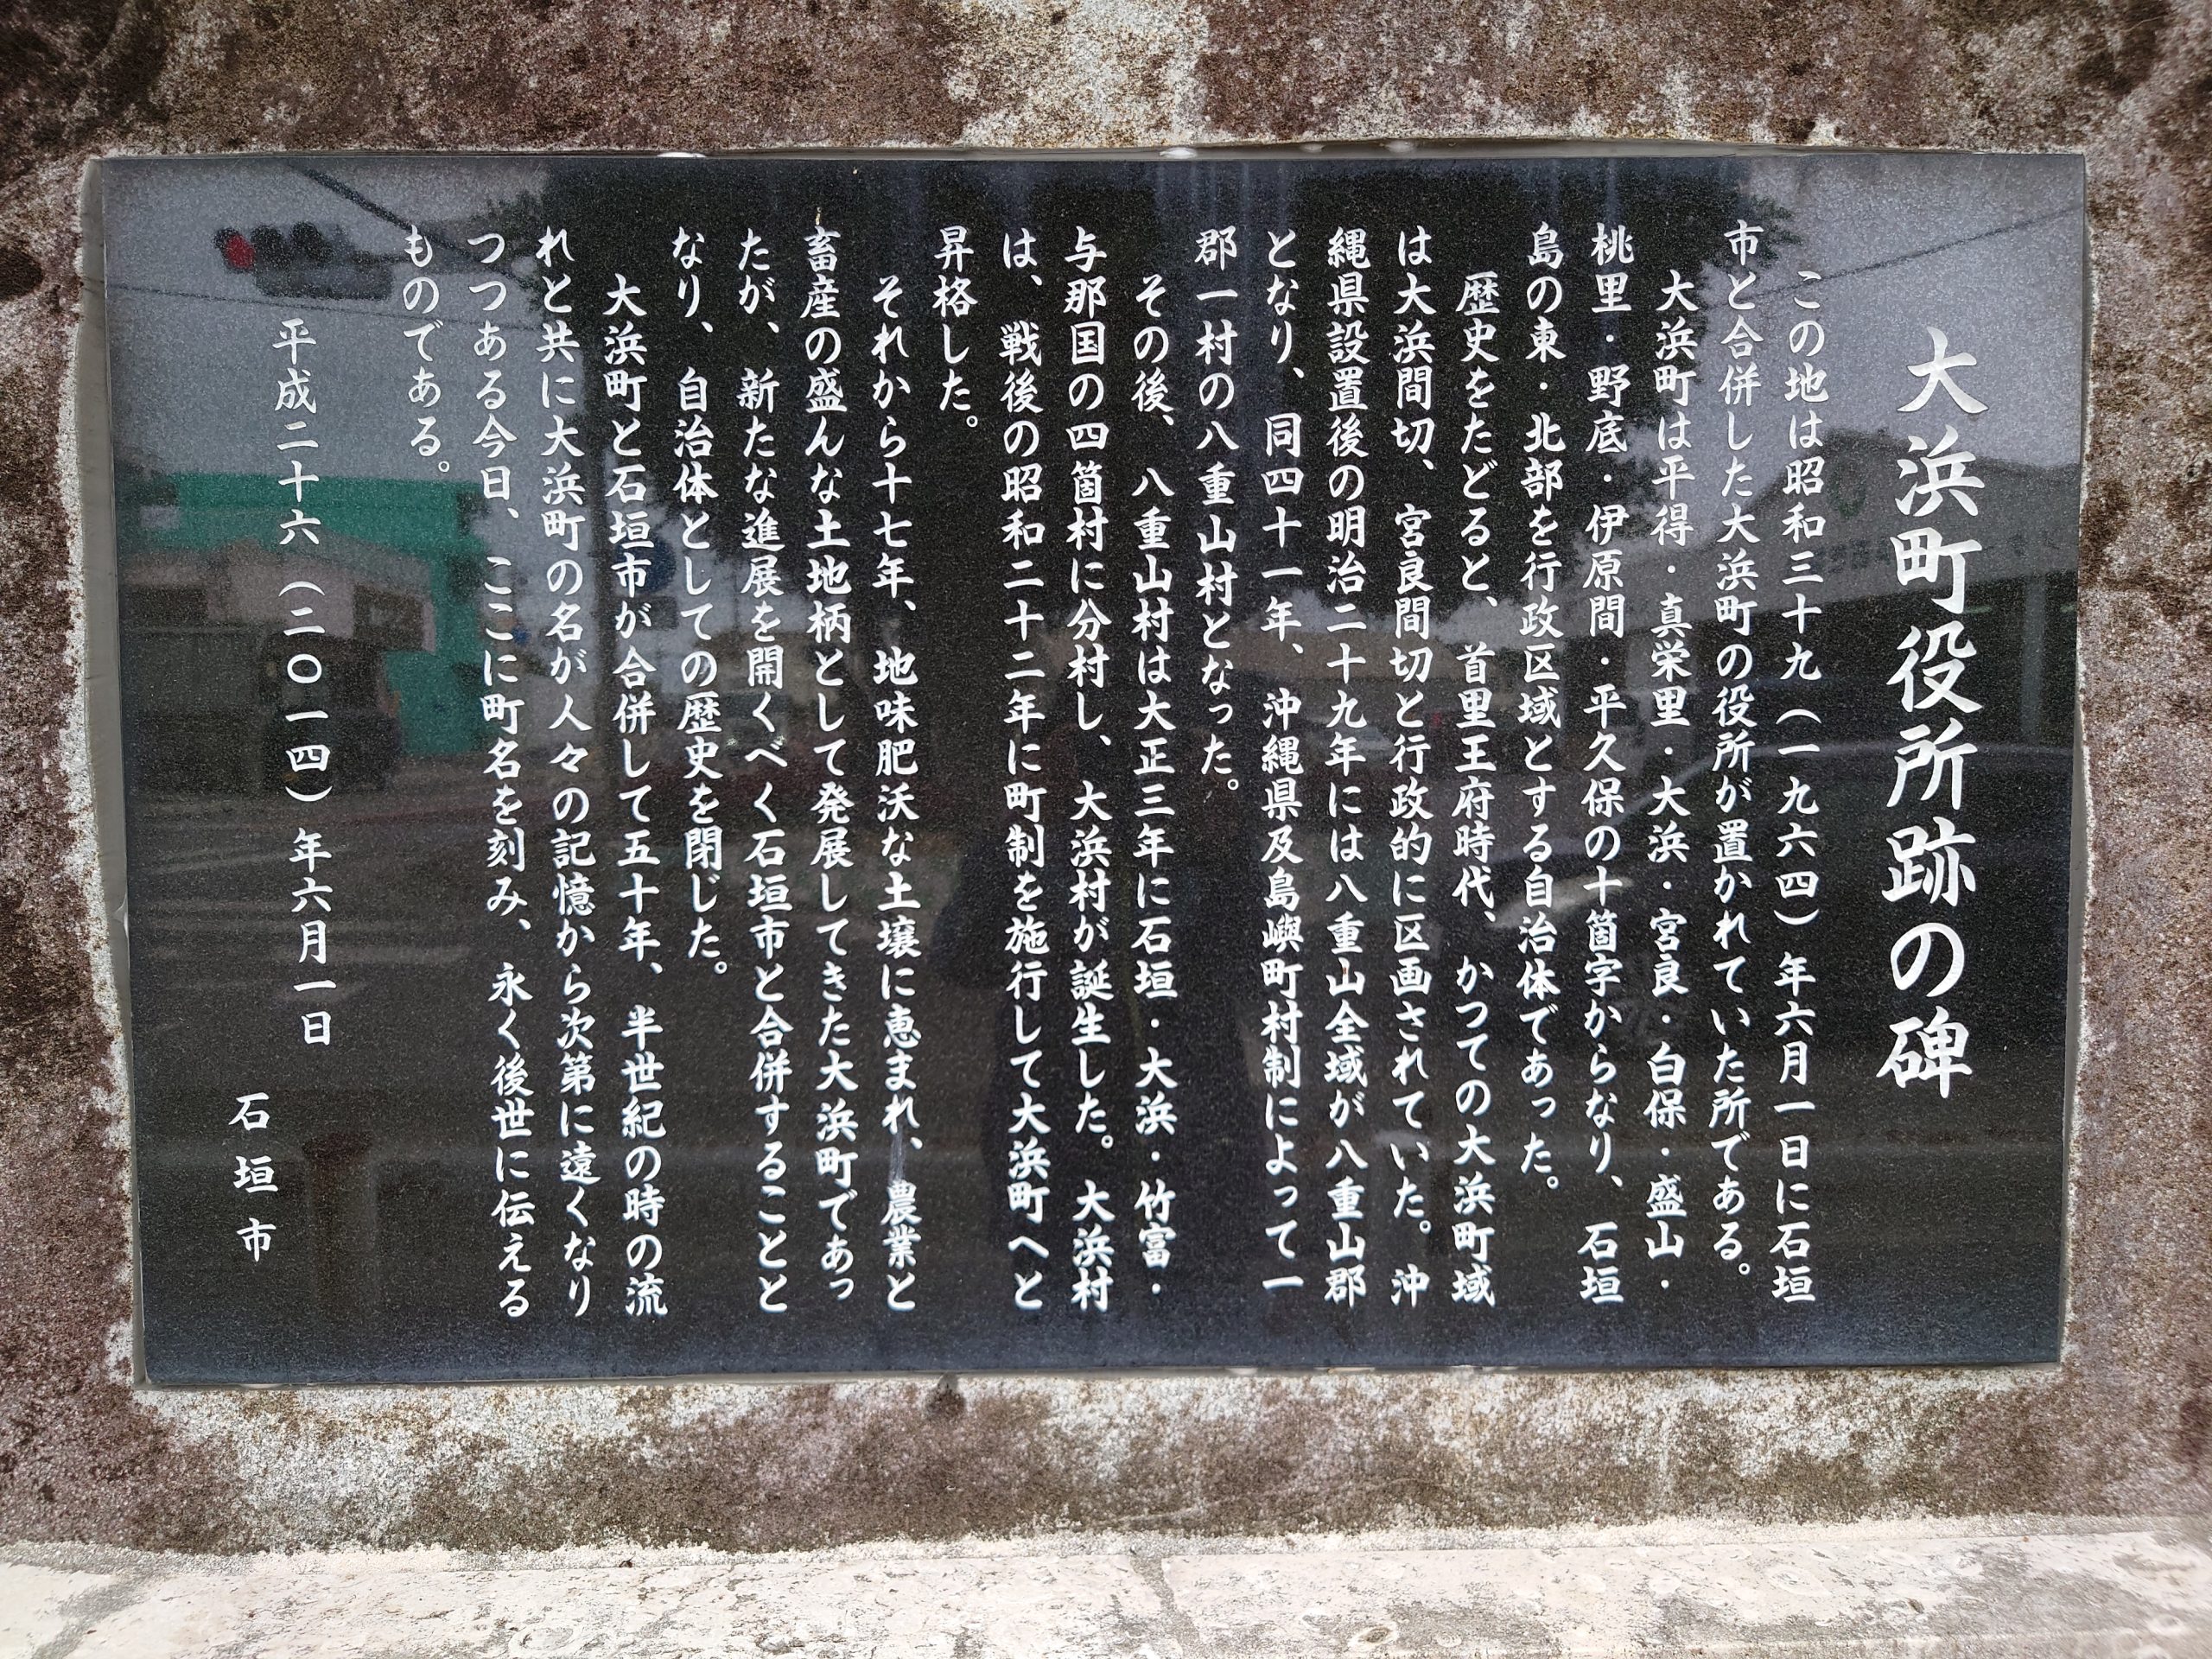 大浜町役所跡の碑
この地は昭和三十九(一九六四)年六月一日に石垣
市と合併した大浜町の役所が置かれていた所である。
大浜町は平得・真栄里・大浜・宮良・白保・盛山・
桃里・野底・伊原間・平久保の十箇字からなり、石垣
島の東・北部を行政区域とする自治体であった。
歴史をたどると、首里王府時代、かつての大浜町域
は大浜間切、宮良間切と行政的に区画されていた。沖
縄県設置後の明治二十九年には八重山全域が八重山郡
となり、同四十一年、沖縄県及島嶼町村制によって一
郡一村の八重山村となった。
その後、八重山村は大正三年に石垣・大浜・竹富・
与那国の四箇村に分村し、大浜村が誕生した。大浜村
は、戦後の昭和二十二年に町制を施行して大浜町へと
昇格した。
それから十七年、地味肥沃な土壌に恵まれ、農業と
畜産の盛んな土地柄として発展してきた大浜町であっ
たが、新たな進展を開くべく石垣市と合併することと
なり、自治体としての歴史を閉じた。
大浜町と石垣市が合併して五十年、半世紀の時の流
れと共に大浜町の名が人々の記憶から次第に遠くなり
つつある今日、ここに町名を刻み、永く後世に伝える
ものである。
平成二十六(二〇一四)年六月一日
石垣市